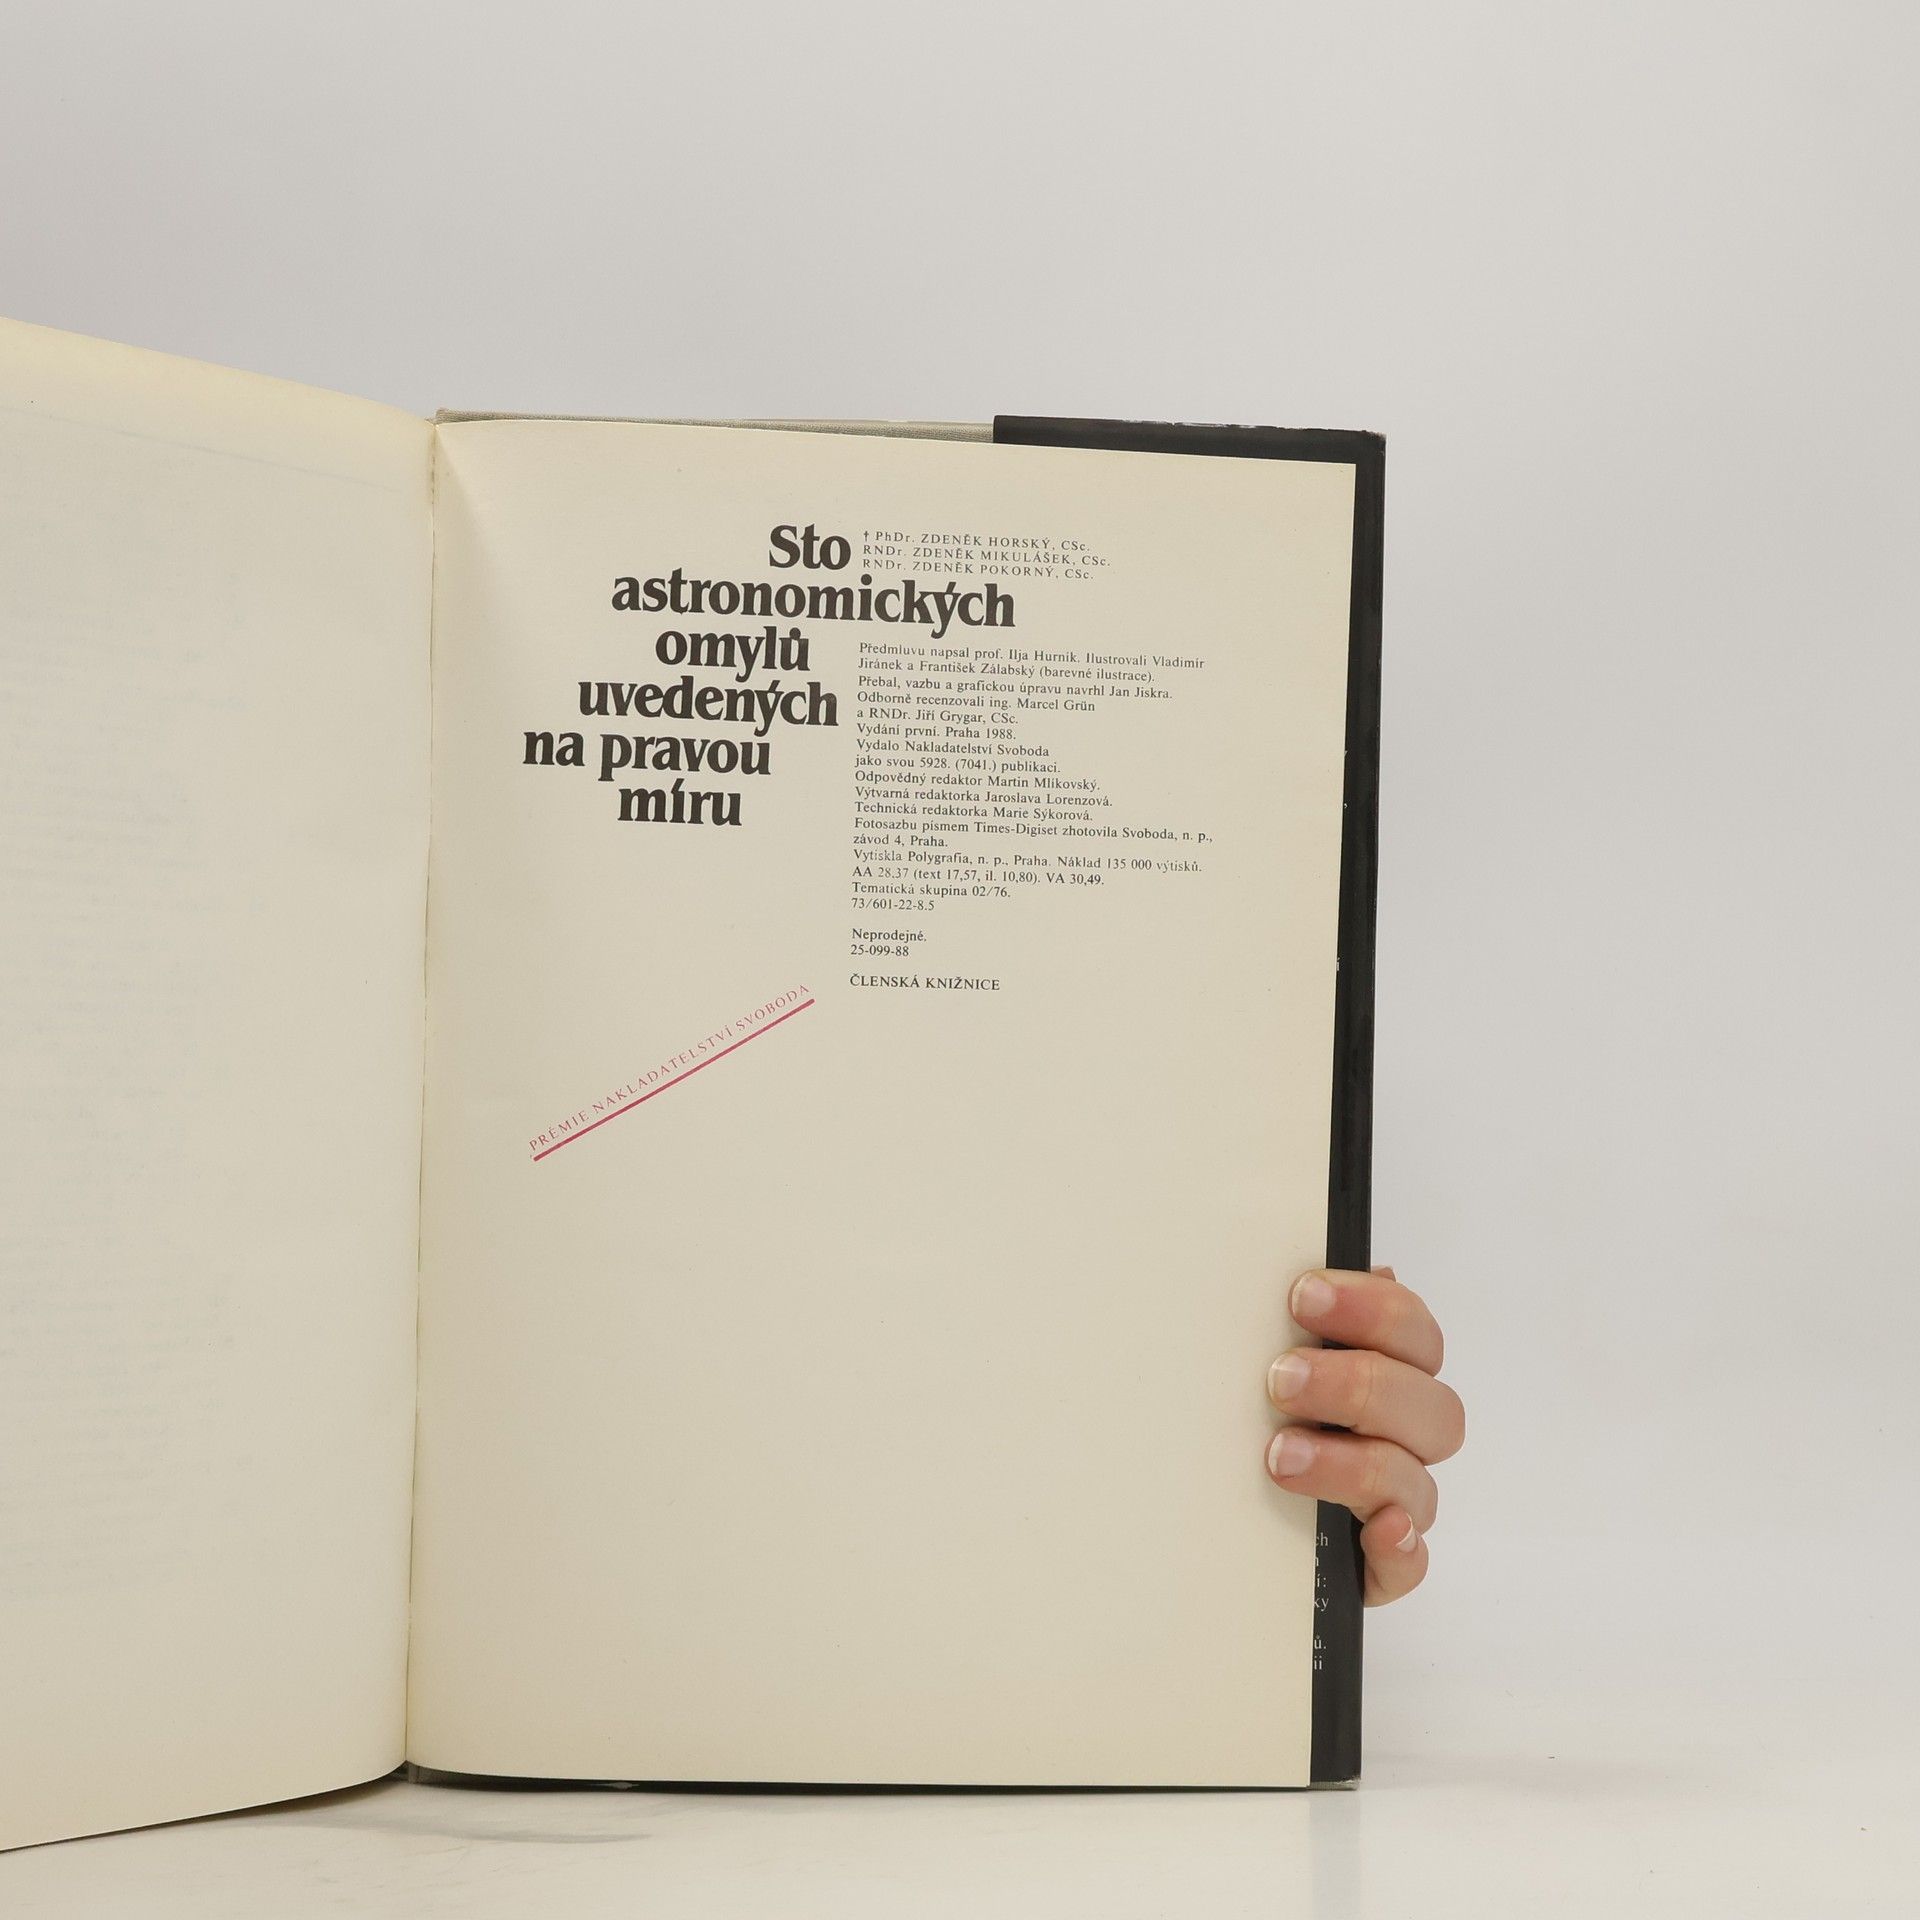 Sto
astronomických
omylů
uvedených
na pravou
míru
† PhDr. ZDENĚK HORSKÝ, CSc.
RNDr. ZDENĚK MIKULÁŠEK, CSc.
RNDr. ZDENĚK POKORNÝ, CSc.
Předmluvu napsal prof. Ilja Hurník. Ilustrovali Vladimír
Jiránek a František Zálabský (barevné ilustrace).
Přebal, vazbu a grafickou úpravu navrhl Jan Jiskra.
Odborně recenzovali ing. Marcel Grün
a RNDr. Jiří Grygar, CSc.
Vydání první. Praha 1988.
Vydalo Nakladatelství Svoboda
jako svou 5928. (7041.) publikaci.
Odpovědný redaktor Martin Mlíkovský.
Výtvarná redaktorka Jaroslava Lorenzová.
Technická redaktorka Marie Sýkorová.
Fotosazbu písmem Times-Digiset zhotovila Svoboda, n. p.,
závod 4, Praha.
Vytiskla Polygrafia, n. p., Praha. Náklad 135 000 výtisků.
AA 28,37 (text 17,57, il. 10,80). VA 30,49.
Tematická skupina 02/76.
73/601-22-8.5
Neprodejné.
25-099-88
ČLENSKÁ KNIŽNICE
PRÉMIE NAKLADATELSTVÍ SVOBODA